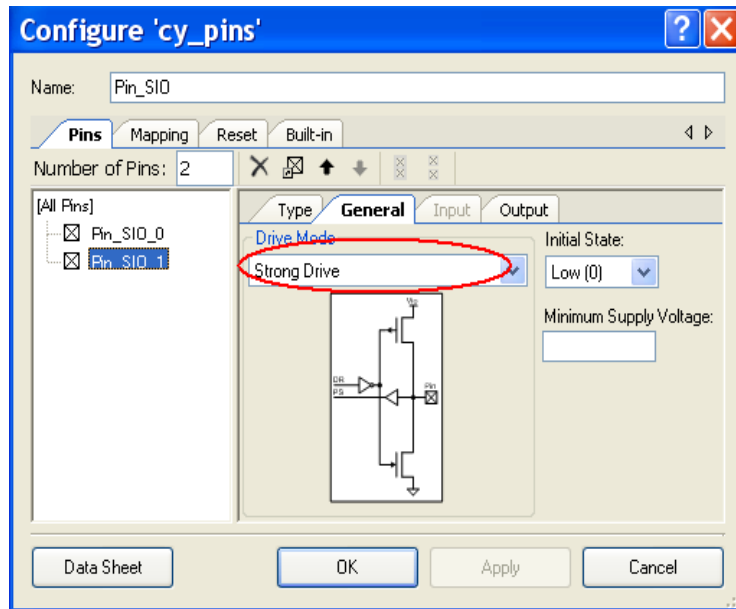 Configure 'cy_pins'
Name: Pin_SIO
Pins Mapping Reset Built-in
Number of Pins: 2
[All Pins]
Pin_SIO_0
Pin_SIO_1
Type General Input Output
Drive Mode
Strong Drive
Initial State:
Low (0)
Minimum Supply Voltage:
Vio
DR
PS
Pin
Data Sheet OK Apply Cancel